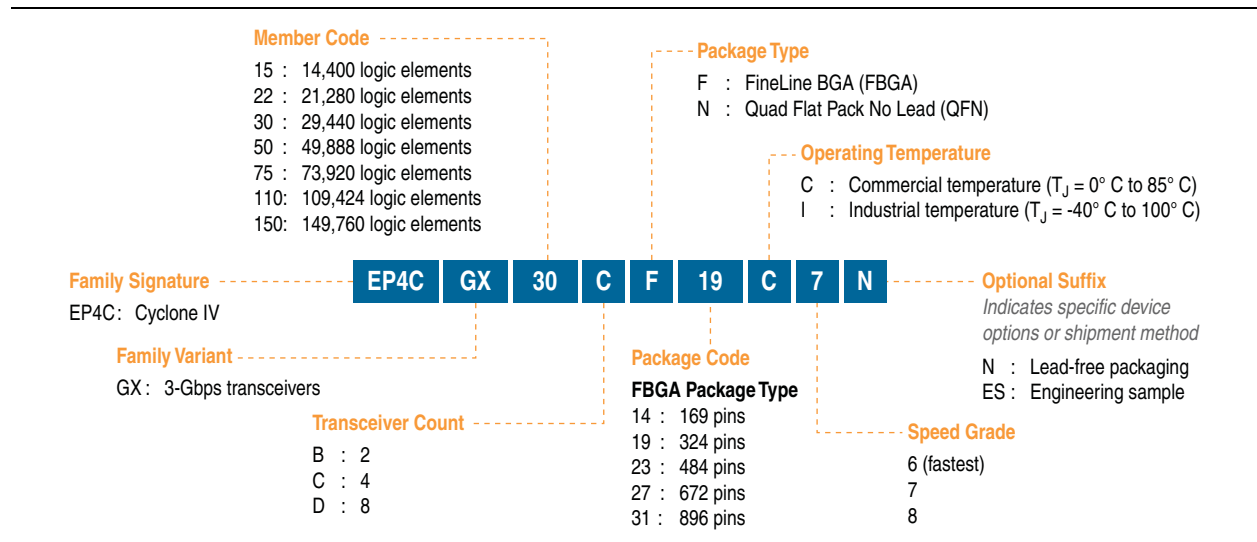 Member Code
15 : 14,400 logic elements
22 : 21,280 logic elements
30 : 29,440 logic elements
50 : 49,888 logic elements
75 : 73,920 logic elements
110: 109,424 logic elements
150: 149,760 logic elements
Package Type
F : FineLine BGA (FBGA)
N : Quad Flat Pack No Lead (QFN)
Operating Temperature
C : Commercial temperature (TJ = 0° C to 85° C)
I : Industrial temperature (TJ = -40° C to 100° C)
EP4C GX 30 C F 19 C 7 N
Family Signature
EP4C : Cyclone IV
Family Variant
GX : 3-Gbps transceivers
Transceiver Count
B : 2
C : 4
D : 8
Package Code
FBGA Package Type
14 : 169 pins
19 : 324 pins
23 : 484 pins
27 : 672 pins
31 : 896 pins
Speed Grade
6 (fastest)
7
8
Optional Suffix
Indicates specific device
options or shipment method
N : Lead-free packaging
ES : Engineering sample